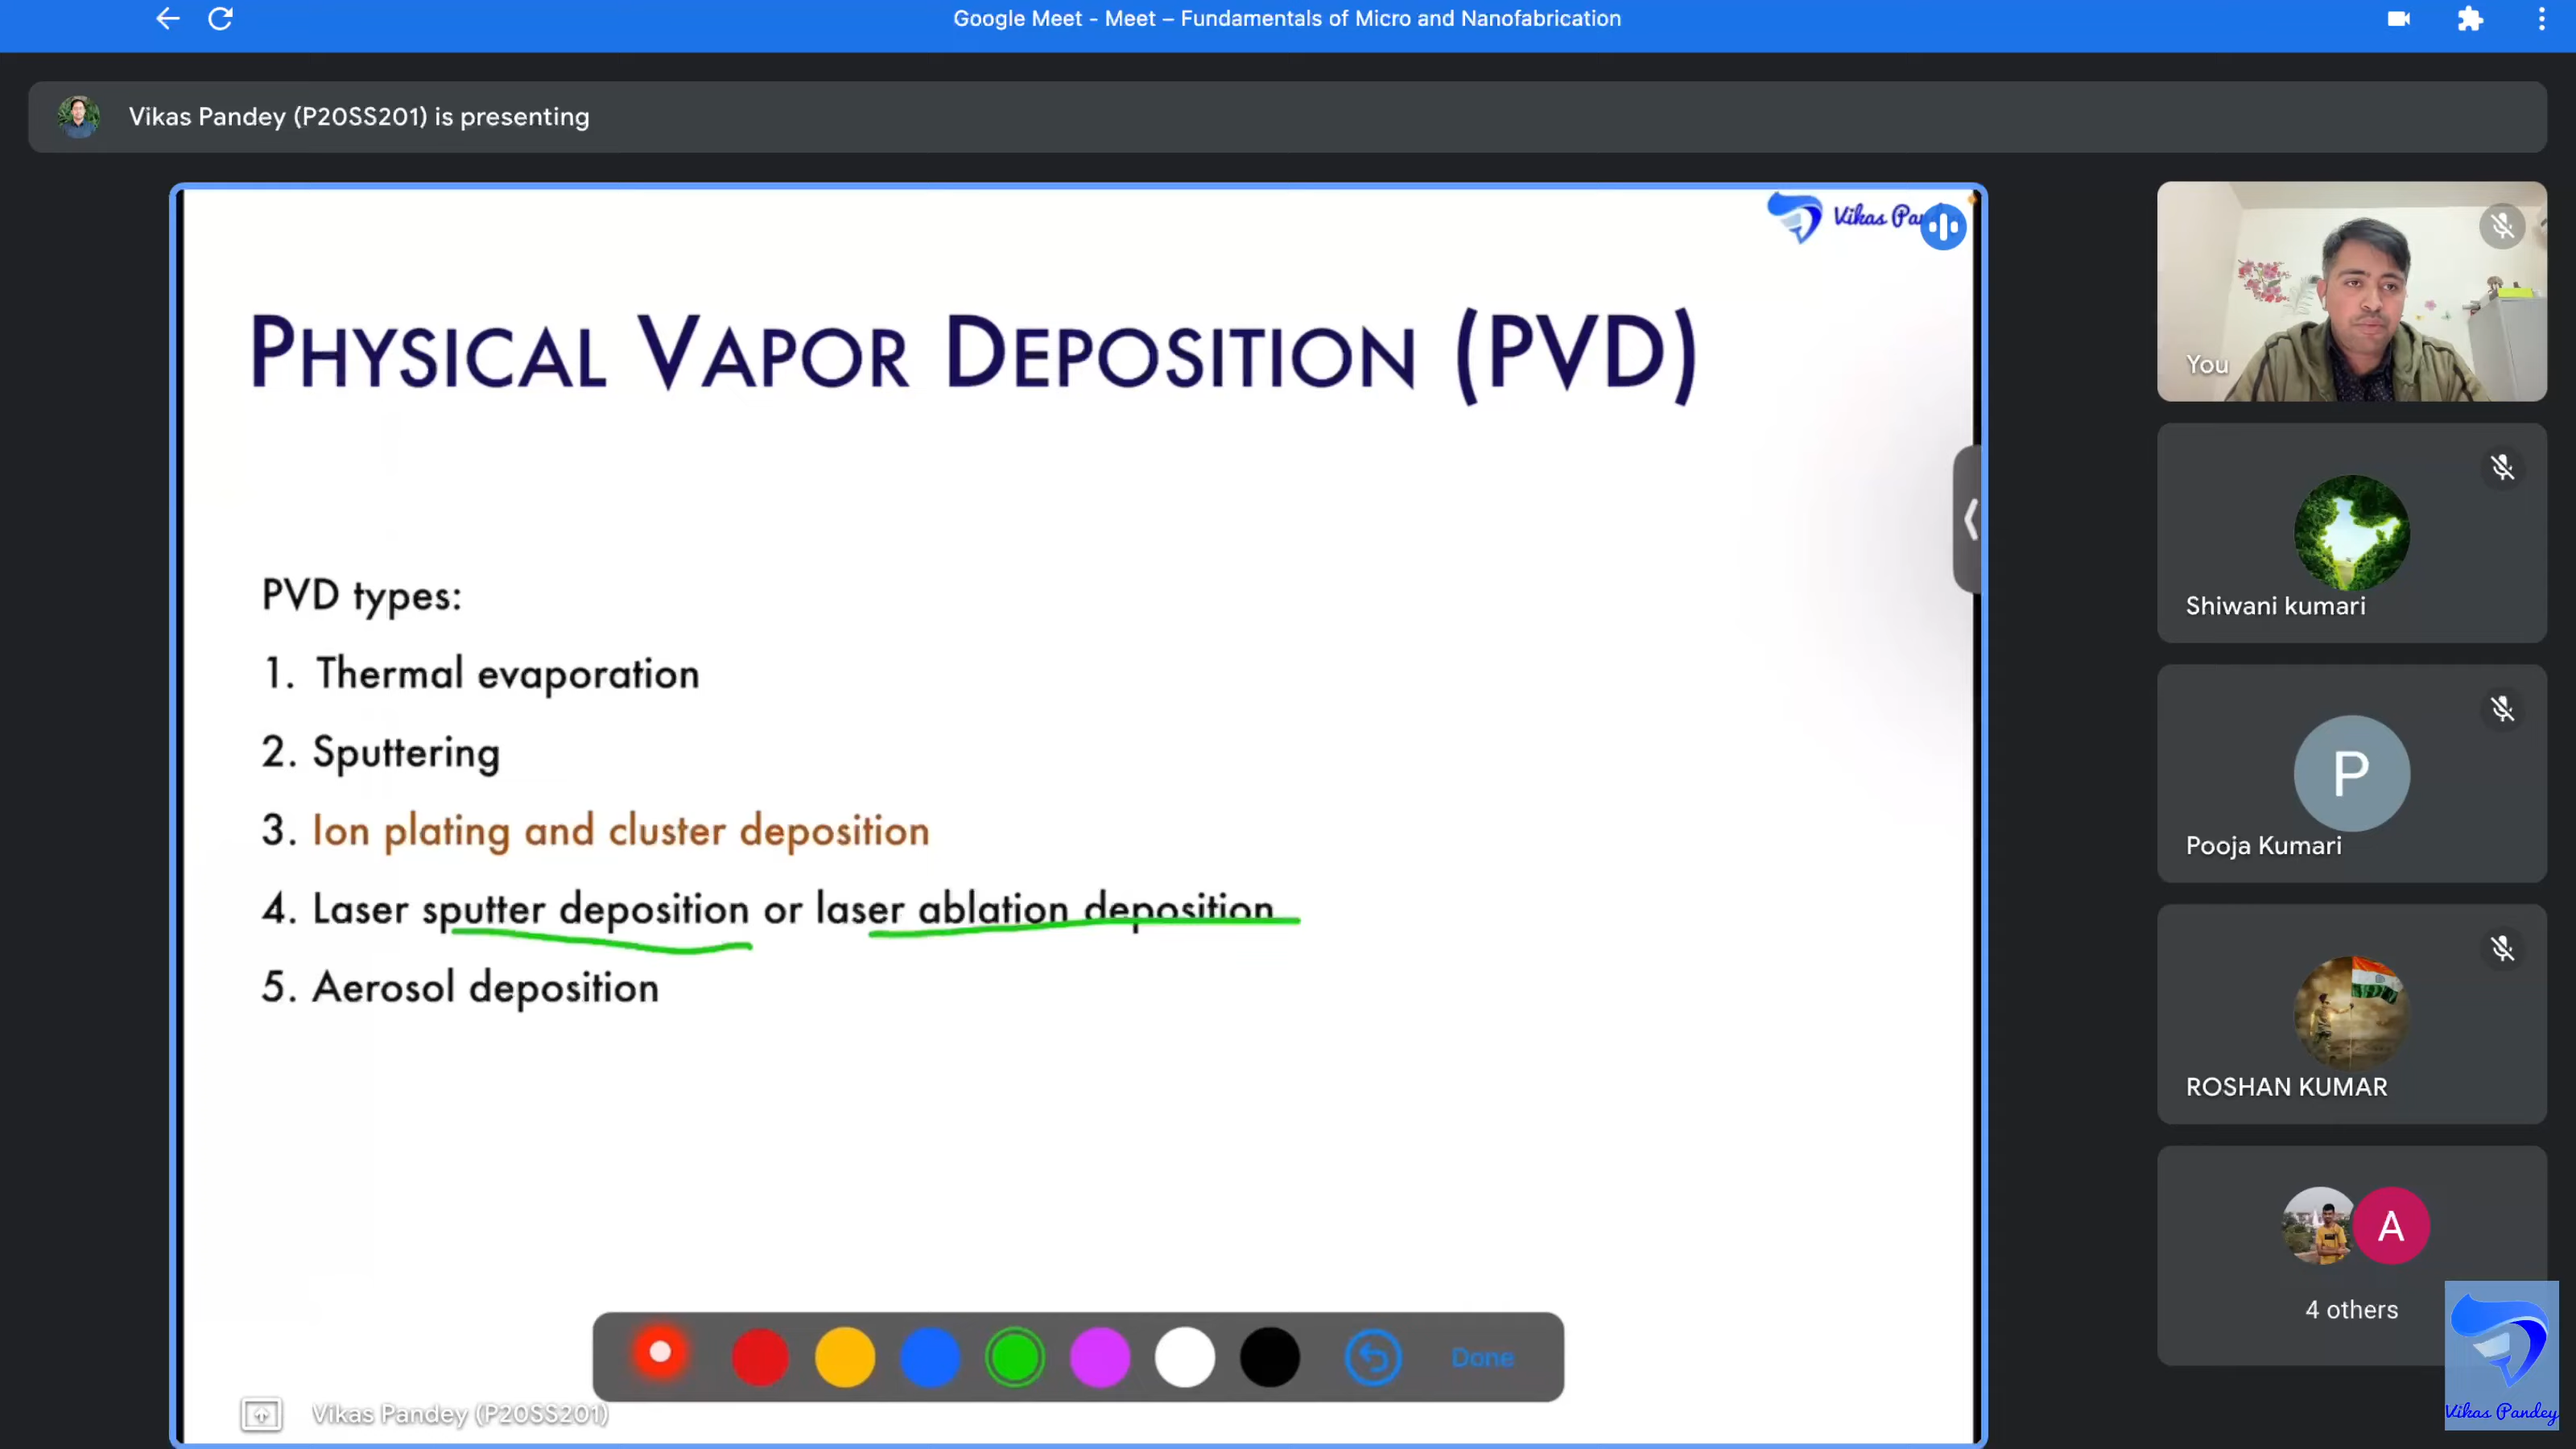 Google Meet - Meet – Fundamentals of Micro and Nanofabrication
Vikas Pandey (P20SS201) is presenting
Vikas
PHYSICAL VAPOR DEPOSITION (PVD)
PVD types:
1. Thermal evaporation
2. Sputtering
3. Ion plating and cluster deposition
4. Laser sputter deposition or laser ablation deposition
5. Aerosol deposition
Done
Vikas Pandey (P20SS201)
You
Shiwani kumari
P
Pooja Kumari
ROSHAN KUMAR
A
4 others
Vikas Pandey